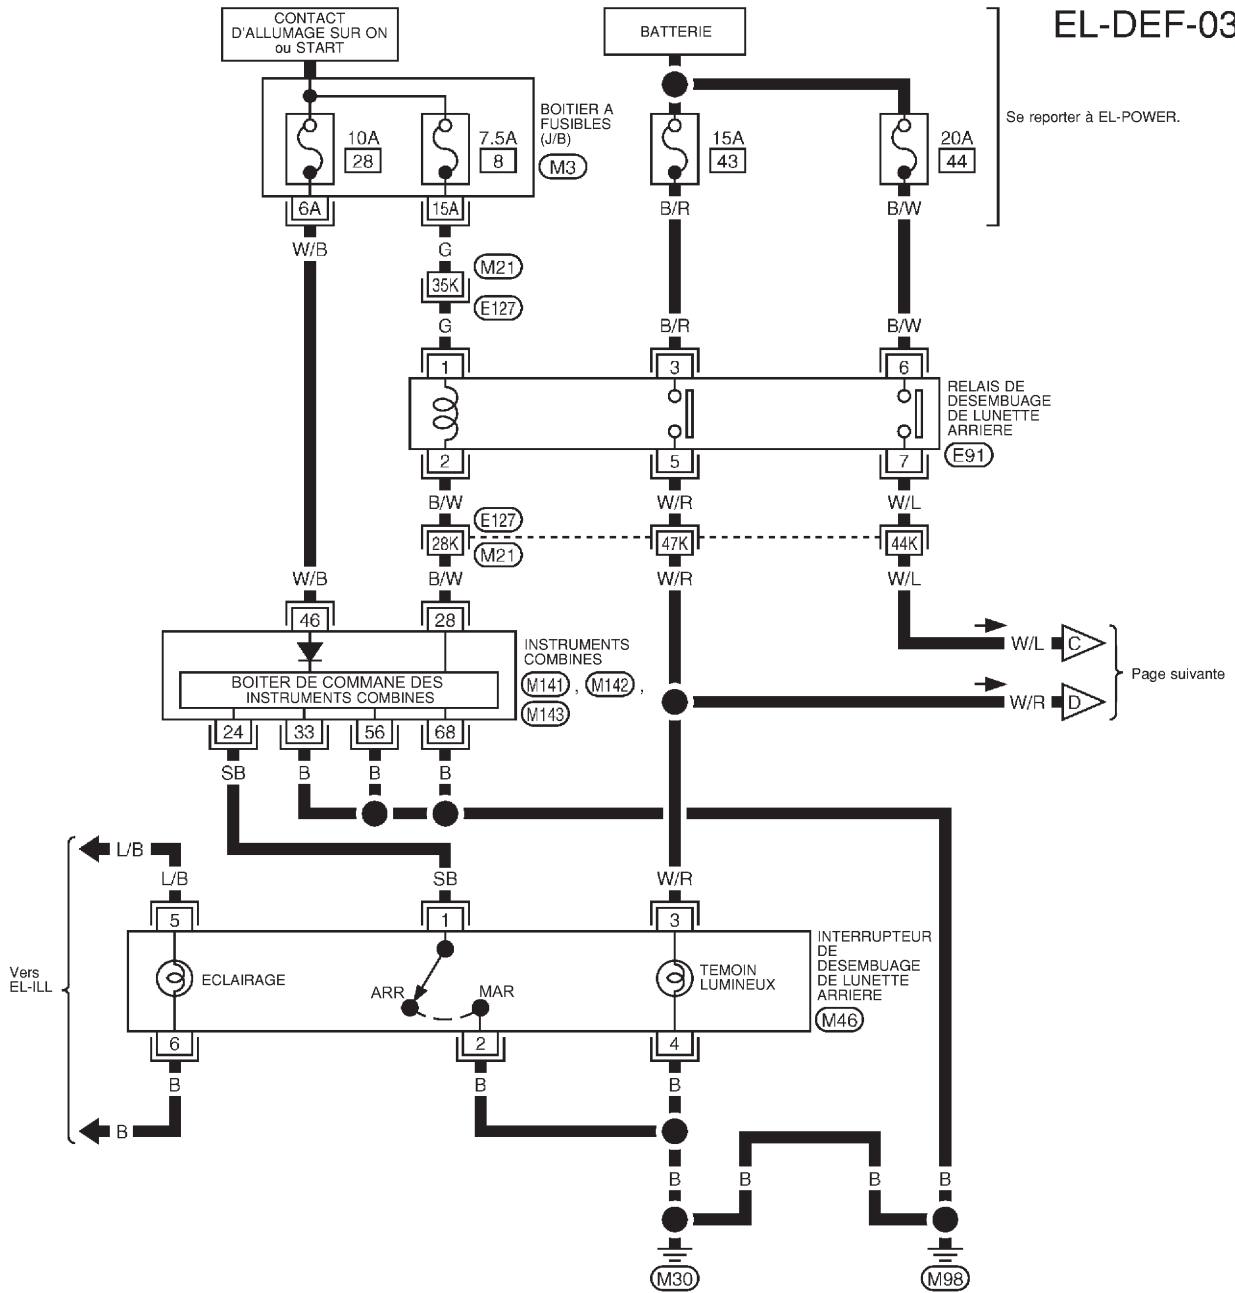 CONTACT
D'ALLUMAGE SUR ON
ou START
BATTERIE
EL-DEF-03
BOITIER A
FUSIBLES
(J/B)
M3
10A
28
7.5A
8
15A
43
20A
44
Se reporter à EL-POWER.
6A
15A
B/R
B/W
W/B
G
35K
M21
E127
G
B/R
B/W
1
3
6
RELAIS DE
DESEMBUAGE
DE LUNETTE
ARRIERE
E91
2
5
7
B/W
W/R
W/L
E127
28K
47K
44K
M21
W/B
B/W
W/R
W/L
46
28
INSTRUMENTS
COMBINES
M141 , M142 ,
M143
BOITER DE COMMANE DES
INSTRUMENTS COMBINES
W/L
C
W/R
D
Page suivante
24
33
56
68
SB
B
B
B
L/B
L/B
SB
W/R
5
1
3
INTERRUPTEUR
DE
DESEMBUAGE
DE LUNETTE
ARRIERE
M46
Vers
EL-ILL
ECLAIRAGE
ARR
MAR
TEMOIN
LUMINEUX
6
2
4
B
B
B
B
B
B
B
B
M30
M98